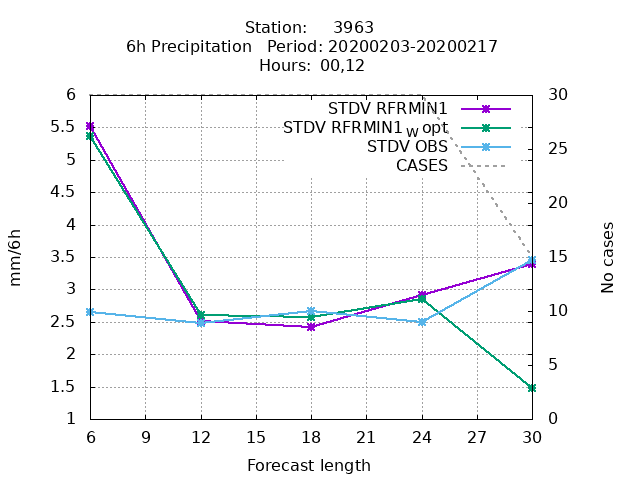 Station: 3963
6h Precipitation Period: 20200203-20200217
Hours: 00,12
STDV RFRMIN1
STDV RFRMIN1_w opt
STDV OBS
CASES
6
5.5
5
4.5
4
3.5
3
2.5
2
1.5
1
mm/6h
30
25
20
15
10
5
0
No cases
6 9 12 15 18 21 24 27 30
Forecast length